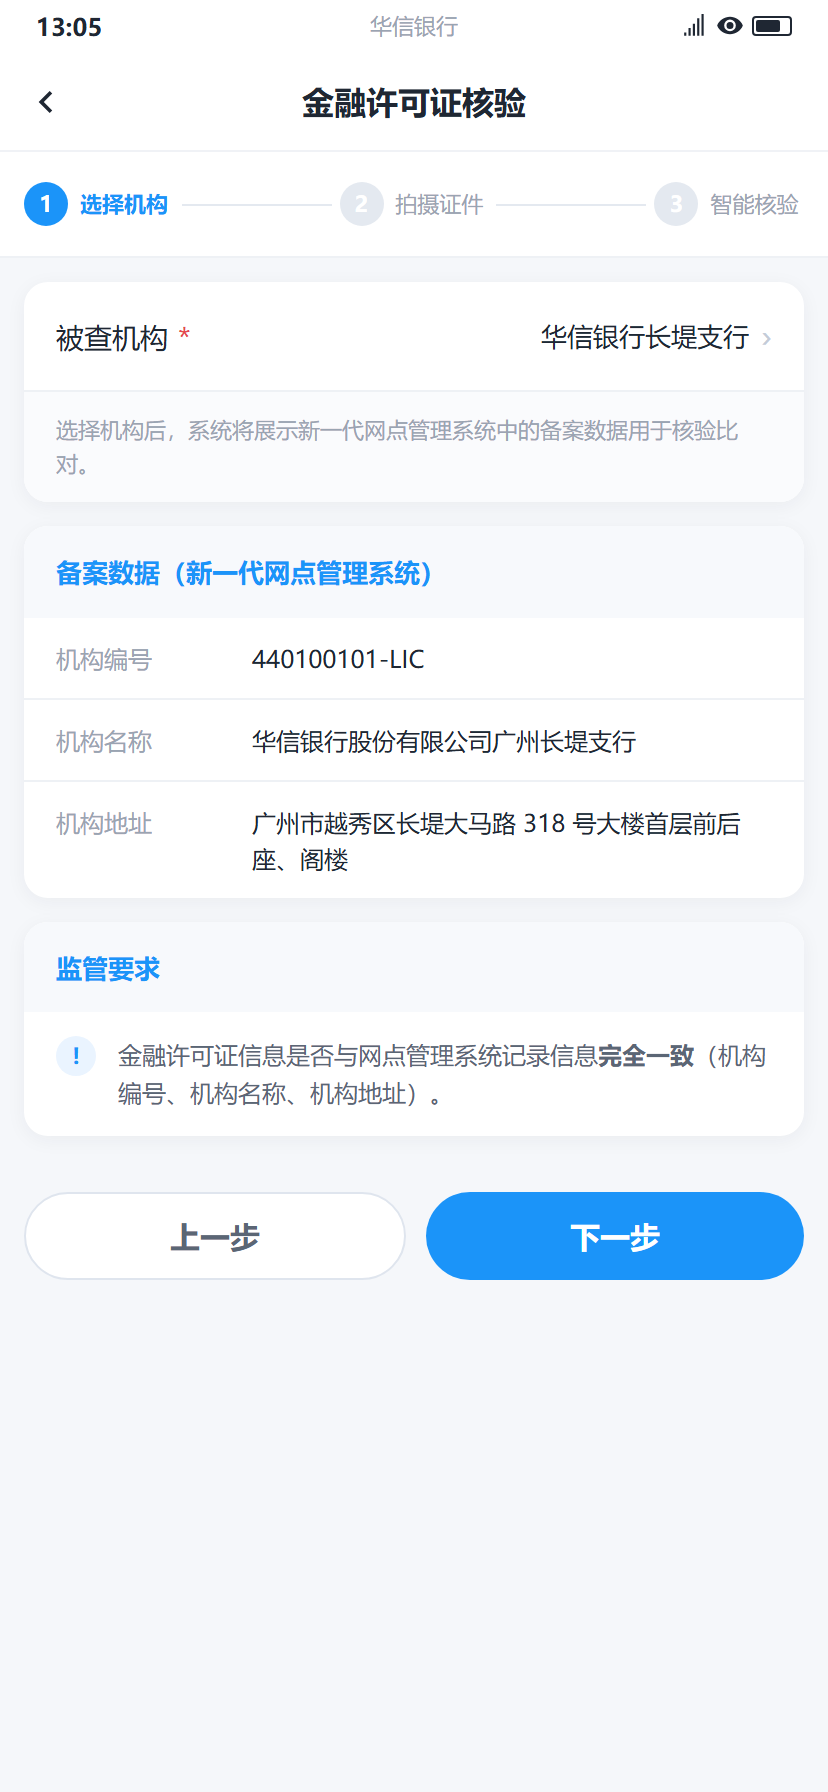 13:05 华信银行
金融许可证核验
1 选择机构 2 拍摄证件 3 智能核验
被查机构 * 华信银行长堤支行 ›
选择机构后，系统将展示新一代网点管理系统中的备案数据用于核验比
对。
备案数据（新一代网点管理系统）
机构编号 440100101-LIC
机构名称 华信银行股份有限公司广州长堤支行
机构地址 广州市越秀区长堤大马路 318 号大楼首层前后
座、阁楼
监管要求
! 金融许可证信息是否与网点管理系统记录信息完全一致（机构
编号、机构名称、机构地址）。
上一步 下一步